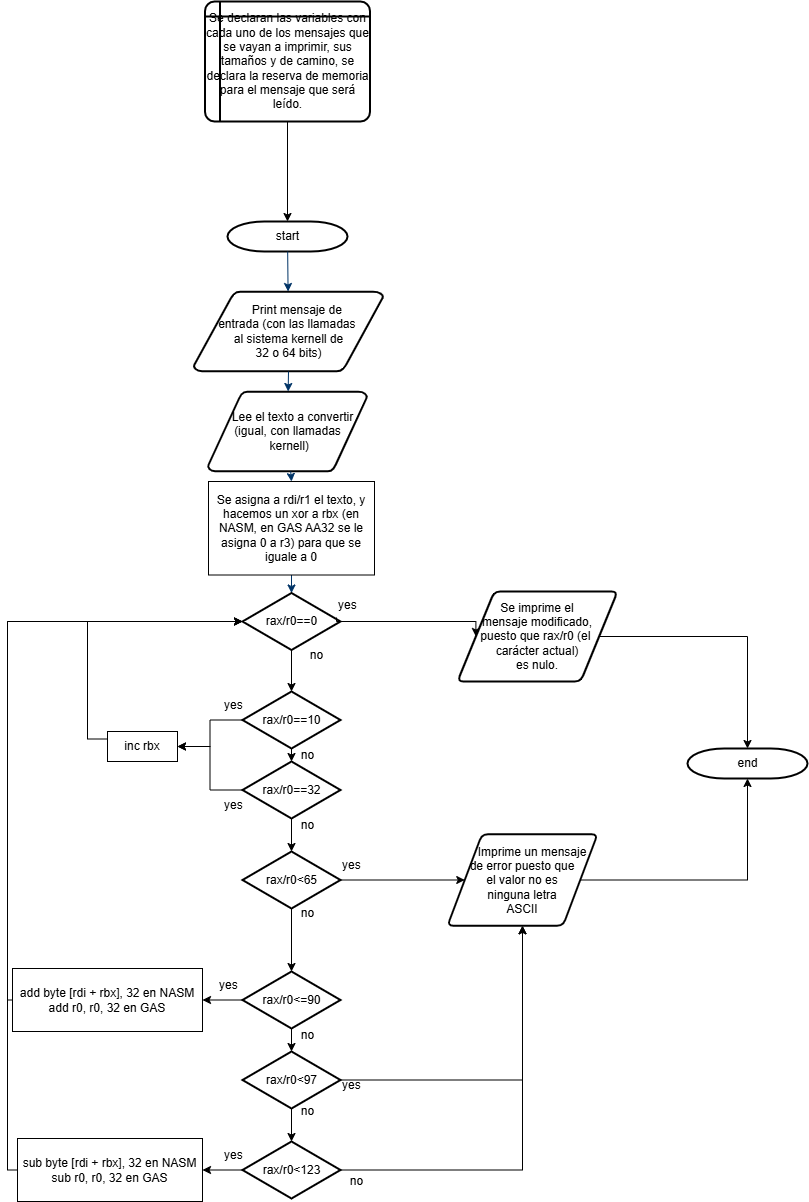 Se declaran las variables con
cada uno de los mensajes que
se vayan a imprimir, sus
tamaños y de camino, se
declara la reserva de memoria
para el mensaje que será
leído.
start
Print mensaje de
entrada (con las llamadas
al sistema kernell de
32 o 64 bits)
Lee el texto a convertir
(igual, con llamadas
kernell)
Se asigna a rdi/r1 el texto, y
hacemos un xor a rbx (en
NASM, en GAS AA32 se le
asigna 0 a r3) para que se
iguale a 0
rax/r0==0
yes
Se imprime el
mensaje modificado,
puesto que rax/r0 (el
carácter actual)
es nulo.
no
yes
rax/r0==10
inc rbx
no
end
rax/r0==32
yes
no
rax/r0<65
yes
Imprime un mensaje
de error puesto que
el valor no es
ninguna letra
ASCII
no
add byte [rdi + rbx], 32 en NASM
add r0, r0, 32 en GAS
yes
rax/r0<=90
no
rax/r0<97
yes
no
sub byte [rdi + rbx], 32 en NASM
sub r0, r0, 32 en GAS
yes
rax/r0<123
no